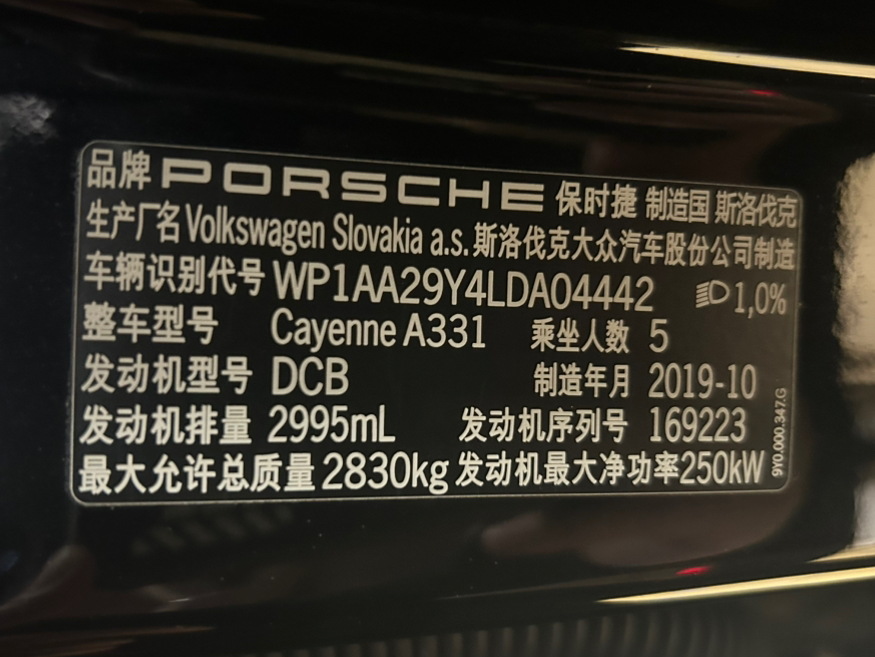 品牌 PORSCHE 保时捷 制造国 斯洛伐克
生产厂名 Volkswagen Slovakia a.s. 斯洛伐克大众汽车股份公司制造
车辆识别代号 WP1AA29Y4LDA04442 1,0%
整车型号 Cayenne A331 乘坐人数 5
发动机型号 DCB 制造年月 2019-10
发动机排量 2995mL 发动机序列号 169223
最大允许总质量 2830kg 发动机最大净功率 250kW
9Y0.000.347.G